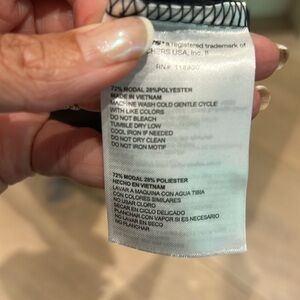 a registered trademark of
CHERS USA, Inc. II
RN#
72% MODAL 28%POLYESTER
MADE IN VIETNAM
MACHINE WASH COLD GENTLE CYCLE
WITH LIKE COLORS
DO NOT BLEACH
TUMBLE DRY LOW
COOL IRON IF NEEDED
DO NOT DRY CLEAN
DO NOT IRON MOTIF
72% MODAL 28% POLIESTER
HECHO EN VIETNAM
LAVAR A MAQUINA CON AGUA TIBIA
CON COLORES SIMILARES
NO USAR CLORO
SECAR EN CICLO DELICADO
PLANCHAR CON VAPOR SI ES NECESARIO
NO LAVAR EN SECO
NO PLANCHAR